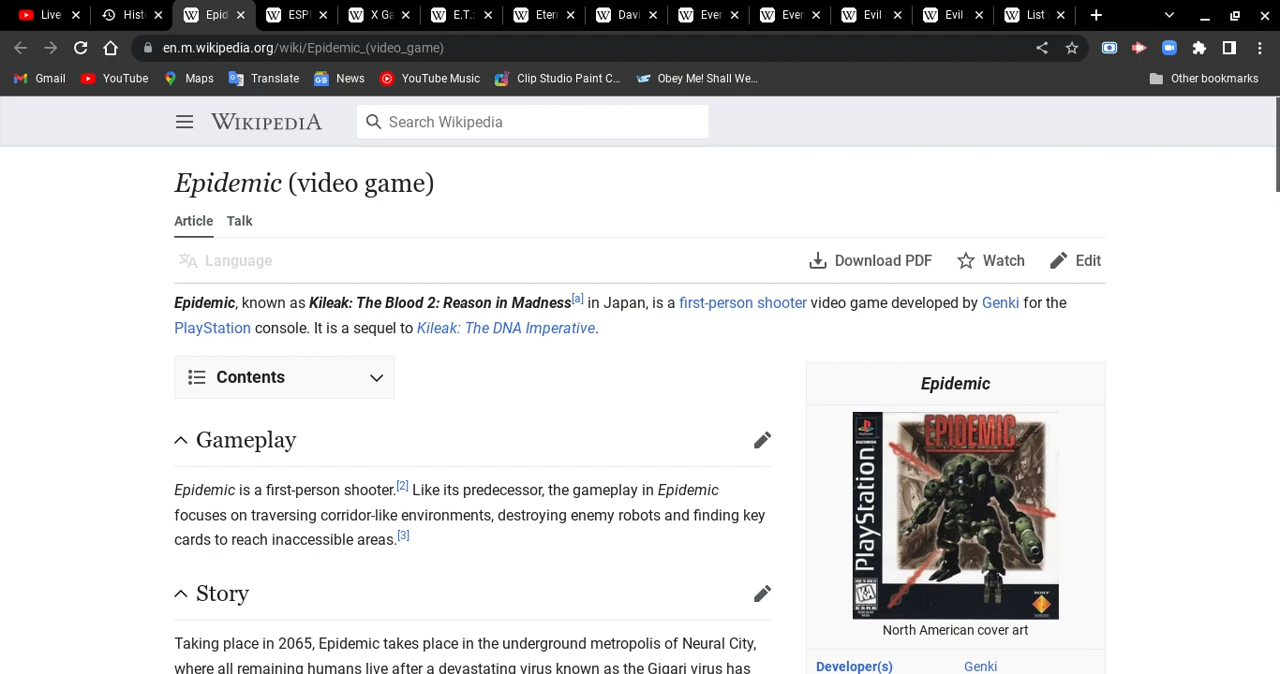 Live
Hist
Epid
ESPI
X Ga
E.T.:
Eter
Davi
Ever
Ever
Evil
Evil
List
en.m.wikipedia.org/wiki/Epidemic_(video_game)
Gmail
YouTube
Maps
Translate
News
YouTube Music
Clip Studio Paint C...
Obey Me! Shall We...
Other bookmarks
WIKIPEDIA
Search Wikipedia
Epidemic (video game)
Article Talk
Language
Download PDF
Watch
Edit
Epidemic, known as Kileak: The Blood 2: Reason in Madness[a] in Japan, is a first-person shooter video game developed by Genki for the
PlayStation console. It is a sequel to Kileak: The DNA Imperative.
Contents
Gameplay
Epidemic is a first-person shooter.[2] Like its predecessor, the gameplay in Epidemic
focuses on traversing corridor-like environments, destroying enemy robots and finding key
cards to reach inaccessible areas.[3]
Story
Taking place in 2065, Epidemic takes place in the underground metropolis of Neural City,
where all remaining humans live after a devastating virus known as the Gigari virus has
Epidemic
EPIDEMIC
PlayStation
KA
SONY
North American cover art
Developer(s) Genki